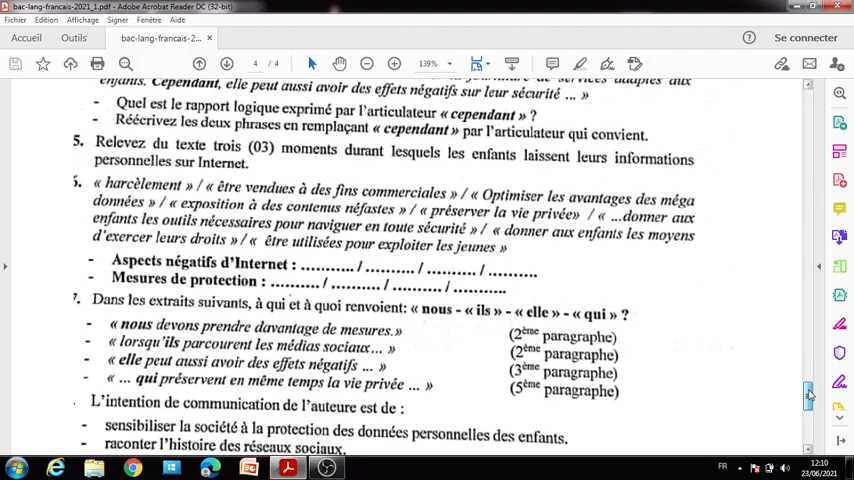 bac-lang-francais-2021_1.pdf - Adobe Acrobat Reader DC (32-bit)
Fichier Edition Affichage Signer Fenêtre Aide
Accueil Outils bac-lang-francais-2... × Se connecter
4 / 4 139%
enfants. Cependant, elle peut aussi avoir des effets négatifs sur leur sécurité ... »
- Quel est le rapport logique exprimé par l'articulateur « cependant » ?
- Réécrivez les deux phrases en remplaçant « cependant » par l'articulateur qui convient.
5. Relevez du texte trois (03) moments durant lesquels les enfants laissent leurs informations
personnelles sur Internet.
« harcèlement » / « être vendues à des fins commerciales » / « Optimiser les avantages des méga
données » / « exposition à des contenus néfastes » / « préserver la vie privée» / « ...donner aux
enfants les outils nécessaires pour naviguer en toute sécurité » / « donner aux enfants les moyens
d'exercer leurs droits » / « être utilisées pour exploiter les jeunes »
- Aspects négatifs d'Internet : ........... / .......... / .......... / ..........
- Mesures de protection : ........... / .......... / .......... / ...........
7. Dans les extraits suivants, à qui et à quoi renvoient: « nous - « ils » - « elle » - « qui » ?
- « nous devons prendre davantage de mesures.» (2ème paragraphe)
- « lorsqu'ils parcourent les médias sociaux... » (2ème paragraphe)
- « elle peut aussi avoir des effets négatifs ... » (3ème paragraphe)
- « ... qui préservent en même temps la vie privée ... » (5ème paragraphe)
L'intention de communication de l'auteure est de :
- sensibiliser la société à la protection des données personnelles des enfants.
- raconter l'histoire des réseaux sociaux.
FR 12:10
23/06/2021